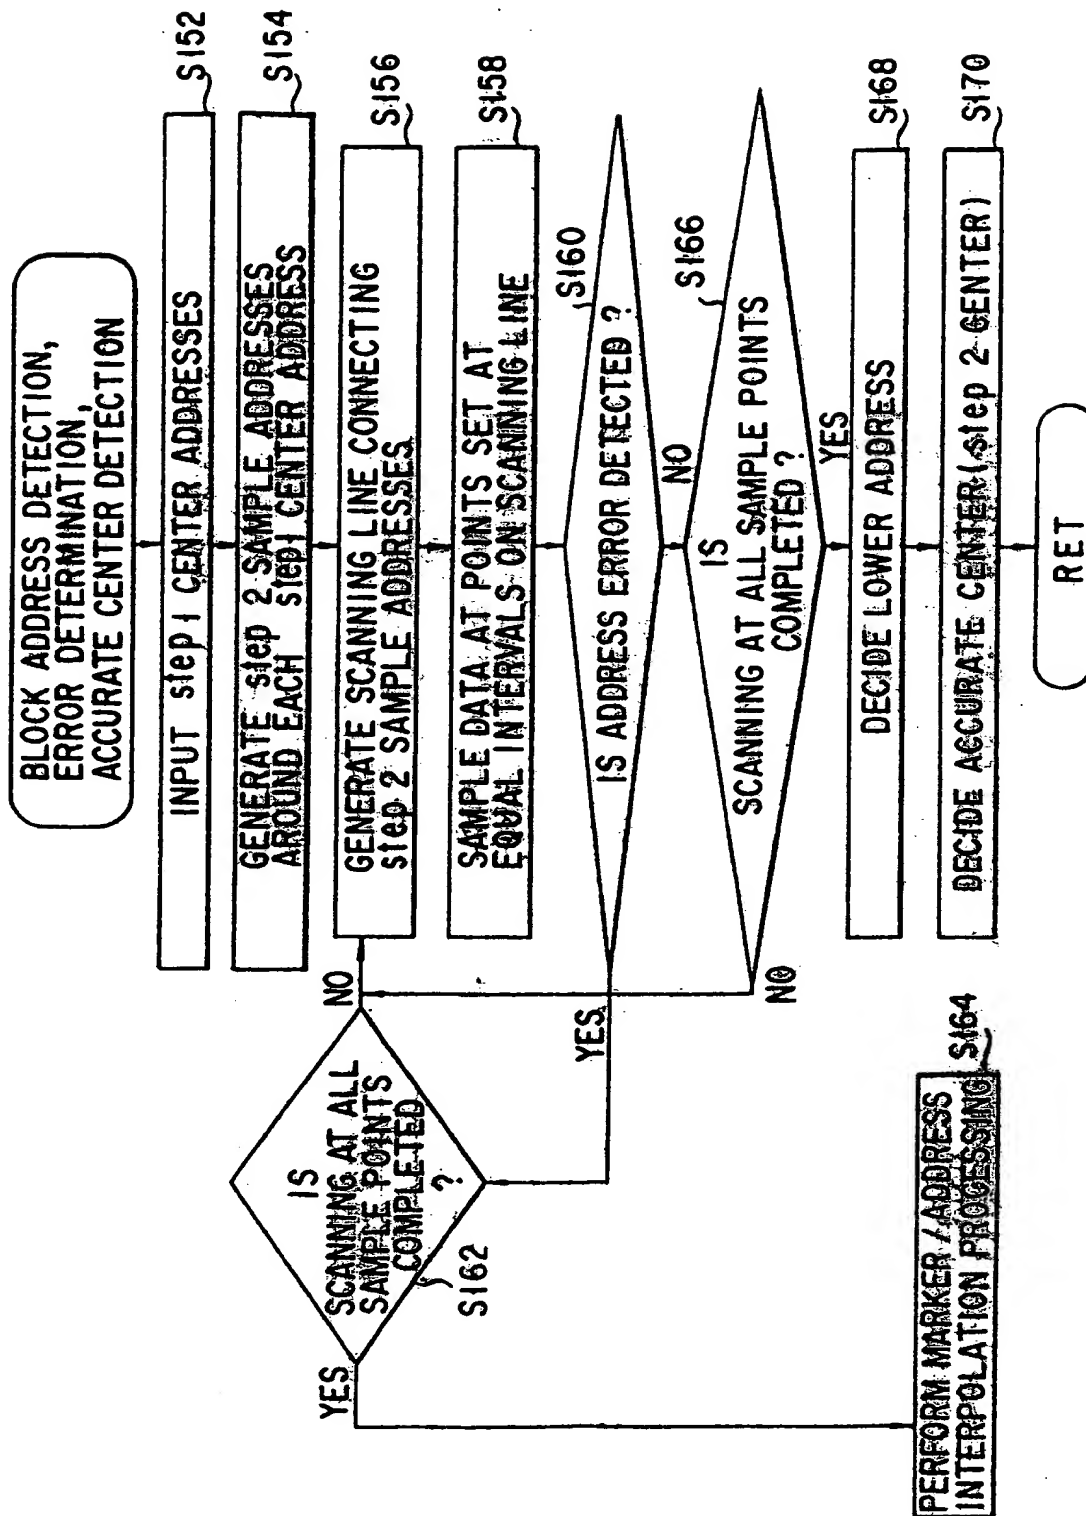 BLOCK ADDRESS DETECTION,
ERROR DETERMINATION,
ACCURATE CENTER DETECTION
INPUT step1 CENTER ADDRESSES
S152
GENERATE step 2 SAMPLE ADDRESSES
AROUND EACH step1 CENTER ADDRESS
S154
GENERATE SCANNING LINE CONNECTING
step 2 SAMPLE ADDRESSES
S156
SAMPLE DATA AT POINTS SET AT
EQUAL INTERVALS ON SCANNING LINE
S158
IS ADDRESS ERROR DETECTED ?
S160
YES
NO
IS
SCANNING AT ALL
SAMPLE POINTS
COMPLETED
?
S162
NO
YES
PERFORM MARKER / ADDRESS
INTERPOLATION PROCESSING
S164
IS
SCANNING AT ALL SAMPLE POINTS
COMPLETED ?
S166
NO
YES
DECIDE LOWER ADDRESS
S168
DECIDE ACCURATE CENTER (step 2 CENTER)
S170
RET